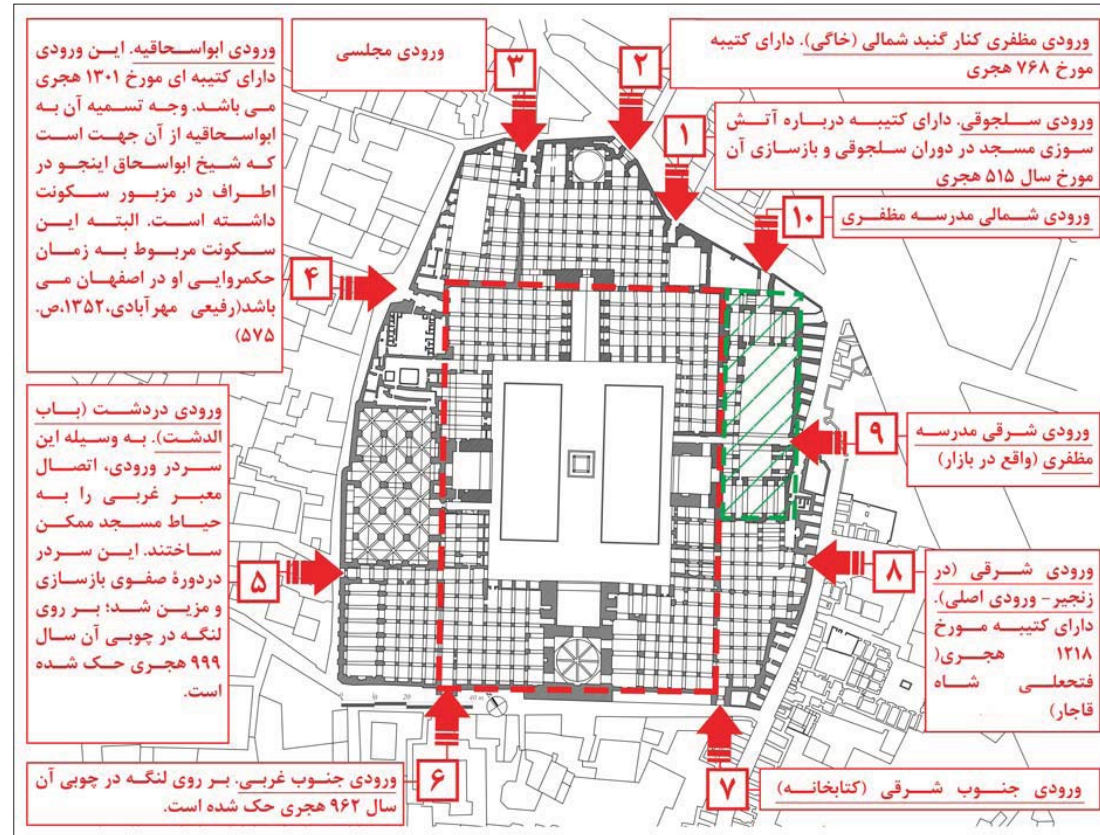 ورودی مظفری کنار گنبد شمالی (خاگی). دارای کتیبه
مورخ ۷۶۸ هجری
۲
ورودی مجلسی
۳
ورودی ابواسحاقیه. این ورودی
دارای کتیبه ای مورخ ۱۳۰۱ هجری
می باشد. وجه تسمیه آن به
ابواسحاقیه از آن جهت است
که شیخ ابواسحاق اینجو در
اطراف در مزبور سکونت
داشته است. البته این
سکونت مربوط به زمان
حکمروایی او در اصفهان می
باشد(رفیعی مهرآبادی،۱۳۵۲،ص.
۵۷۵)
۴
ورودی سلجوقی. دارای کتیبه درباره آتش
سوزی مسجد در دوران سلجوقی و بازسازی آن
مورخ سال ۵۱۵ هجری
۱
ورودی شمالی مدرسه مظفری
۱۰
ورودی شرقی مدرسه
مظفری (واقع در بازار)
۹
ورودی دردشت (باب
الدشت). به وسیله این
سردر ورودی، اتصال
معبر غربی را به
حیاط مسجد ممکن
ساختند. این سردر
دردورۀ صفوی بازسازی
و مزین شد؛ بر روی
لنگه در چوبی آن سال
۹۹۹ هجری حک شده
است.
۵
ورودی شرقی (در
زنجیر - ورودی اصلی).
دارای کتیبه مورخ
۱۲۱۸ هجری(
فتحعلی شاه
قاجار)
۸
0 20 40 m
ورودی جنوب غربی. بر روی لنگه در چوبی آن
سال ۹۶۲ هجری حک شده است.
۶
ورودی جنوب شرقی (کتابخانه)
۷